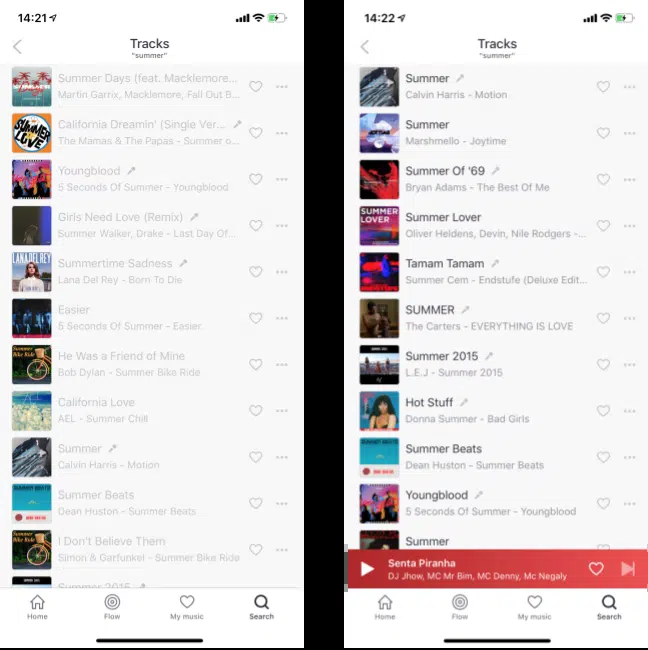 14:21
Tracks
"summer"
Summer Days (feat. Macklemore...
Martin Garrix, Macklemore, Fall Out B...
California Dreamin' (Single Ver...
The Mamas & The Papas - Summer o...
Youngblood
5 Seconds Of Summer - Youngblood
Girls Need Love (Remix)
Summer Walker, Drake - Last Day Of...
Summertime Sadness
Lana Del Rey - Born To Die
Easier
5 Seconds Of Summer - Easier
He Was a Friend of Mine
Bob Dylan - Summer Bike Ride
California Love
AEL - Summer Chill
Summer
Calvin Harris - Motion
Summer Beats
Dean Huston - Summer Beats
I Don't Believe Them
Simon & Garfunkel - Summer Bike Ride
Summer 2015
Home
Flow
My music
Search
14:22
Tracks
"summer"
Summer
Calvin Harris - Motion
Summer
Marshmello - Joytime
Summer Of '69
Bryan Adams - The Best Of Me
SUMMER
LOVER
Summer Lover
Oliver Heldens, Devin, Nile Rodgers -...
Tamam Tamam
Summer Cem - Endstufe (Deluxe Edit...
SUMMER
The Carters - EVERYTHING IS LOVE
Summer 2015
L.E.J - Summer 2015
Hot Stuff
Donna Summer - Bad Girls
Summer Beats
Dean Huston - Summer Beats
Youngblood
5 Seconds Of Summer - Youngblood
Summer
Senta Piranha
DJ Jhow, MC Mr Bim, MC Denny, Mc Negaly
Home
Flow
My music
Search